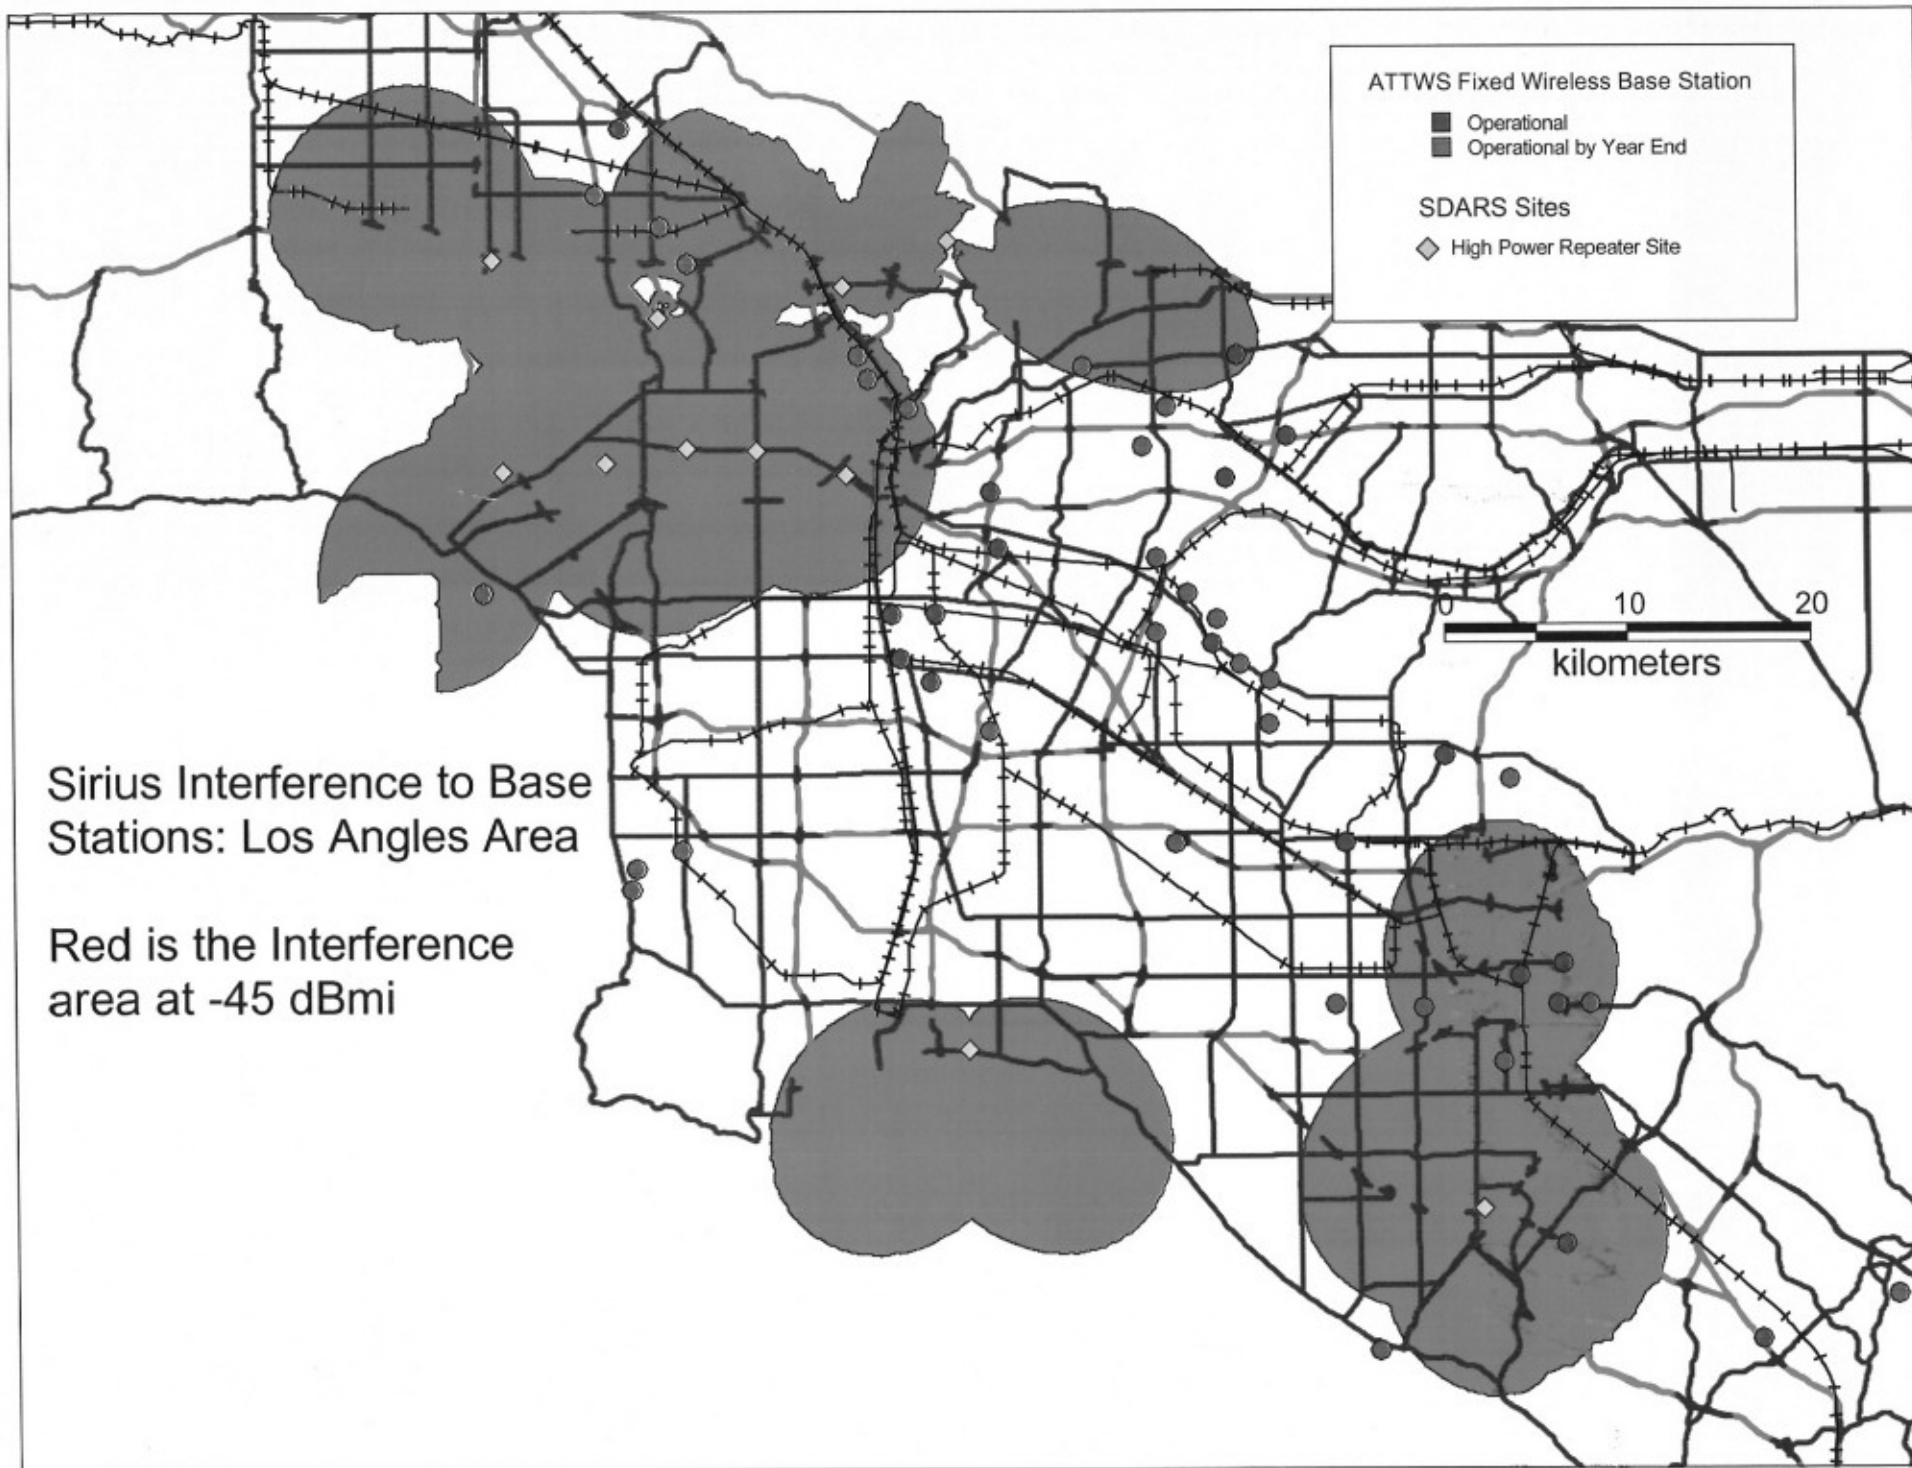 ATTWS Fixed Wireless Base Station
Operational
Operational by Year End
SDARS Sites
High Power Repeater Site
0 10 20
kilometers
Sirius Interference to Base
Stations: Los Angles Area
Red is the Interference
area at -45 dBmi